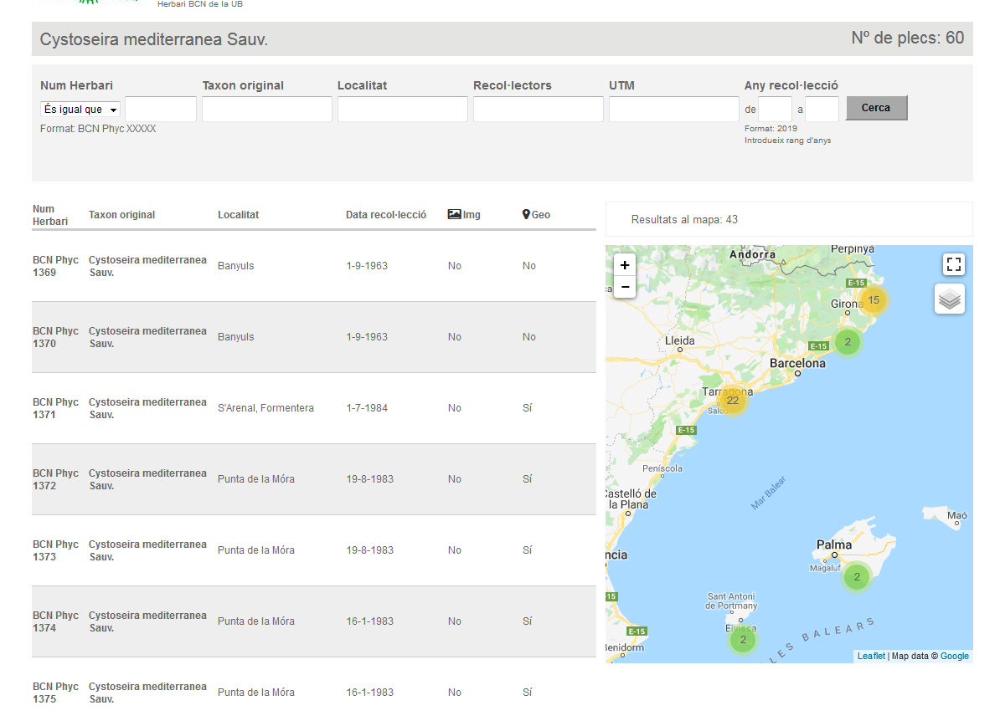 Herbari BCN de la UB
Cystoseira mediterranea Sauv.
Nº de plecs: 60
Num Herbari
Taxon original
Localitat
Recol·lectors
UTM
Any recol·lecció
És igual que
de
a
Cerca
Format: BCN Phyc XXXXX
Format: 2019
Introdueix rang d'anys
Num Herbari
Taxon original
Localitat
Data recol·lecció
Img
Geo
BCN Phyc 1369
Cystoseira mediterranea Sauv.
Banyuls
1-9-1963
No
No
BCN Phyc 1370
Cystoseira mediterranea Sauv.
Banyuls
1-9-1963
No
No
BCN Phyc 1371
Cystoseira mediterranea Sauv.
S'Arenal, Formentera
1-7-1984
No
Sí
BCN Phyc 1372
Cystoseira mediterranea Sauv.
Punta de la Móra
19-8-1983
No
Sí
BCN Phyc 1373
Cystoseira mediterranea Sauv.
Punta de la Móra
19-8-1983
No
Sí
BCN Phyc 1374
Cystoseira mediterranea Sauv.
Punta de la Móra
16-1-1983
No
Sí
BCN Phyc 1375
Cystoseira mediterranea Sauv.
Punta de la Móra
16-1-1983
No
Sí
Resultats al mapa: 43
+
−
Andorra
Perpinyà
E-15
Girona
15
Lleida
E-15
2
Barcelona
Tarragona
22
E-15
Peníscola
Mar Balear
la Plana
Maó
Palma
Magaluf
2
Sant Antoni
de Portmany
Eivissa
2
E-15
LES BALEARS
Leaflet | Map data © Google